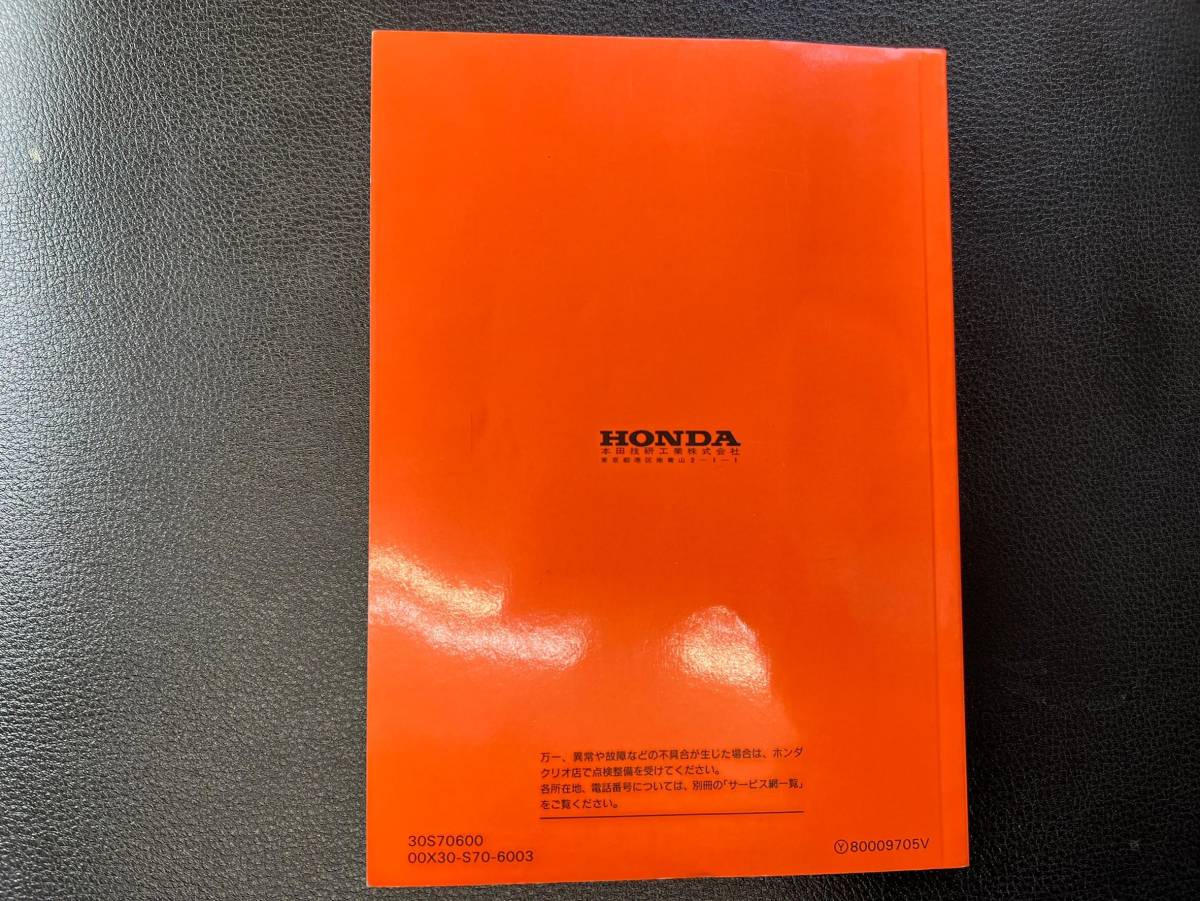 HONDA
本田技研工業株式会社
東京都港区南青山2-1-1
万一、異常や故障などの不具合が生じた場合は、ホンダ
クリオ店で点検整備を受けてください。
各所在地、電話番号については、別冊の「サービス網一覧」
をご覧ください。
30S70600
00X30-S70-6003
Ⓨ80009705V